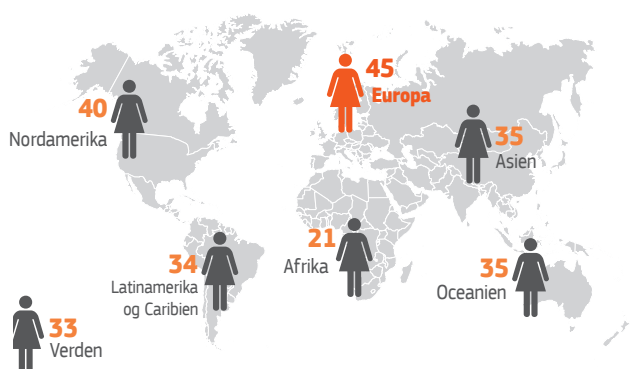 45
Europa
40
Nordamerika
35
Asien
21
Afrika
34
Latinamerika
og Caribien
35
Oceanien
33
Verden